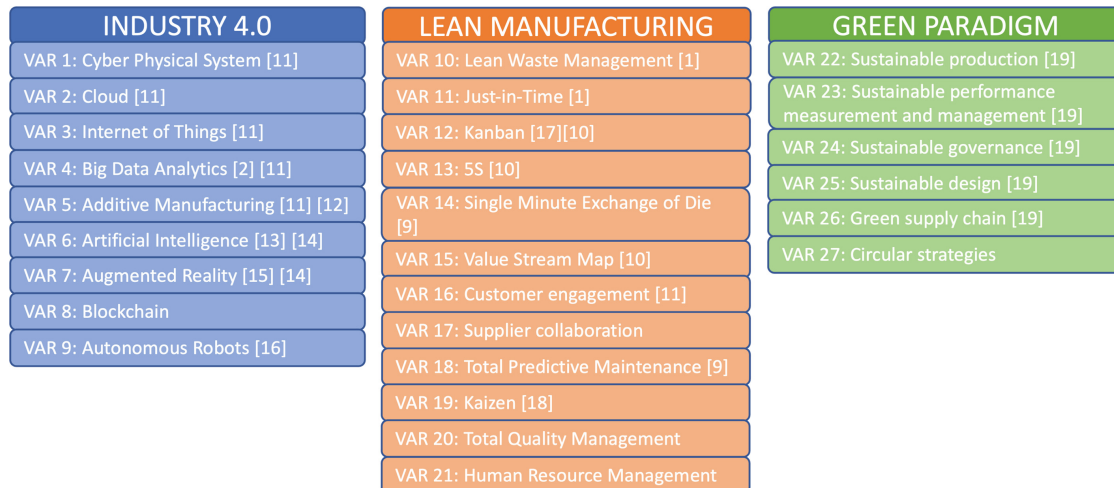 INDUSTRY 4.0
VAR 1: Cyber Physical System [11]
VAR 2: Cloud [11]
VAR 3: Internet of Things [11]
VAR 4: Big Data Analytics [2] [11]
VAR 5: Additive Manufacturing [11] [12]
VAR 6: Artificial Intelligence [13] [14]
VAR 7: Augmented Reality [15] [14]
VAR 8: Blockchain
VAR 9: Autonomous Robots [16]
LEAN MANUFACTURING
VAR 10: Lean Waste Management [1]
VAR 11: Just-in-Time [1]
VAR 12: Kanban [17][10]
VAR 13: 5S [10]
VAR 14: Single Minute Exchange of Die
[9]
VAR 15: Value Stream Map [10]
VAR 16: Customer engagement [11]
VAR 17: Supplier collaboration
VAR 18: Total Predictive Maintenance [9]
VAR 19: Kaizen [18]
VAR 20: Total Quality Management
VAR 21: Human Resource Management
GREEN PARADIGM
VAR 22: Sustainable production [19]
VAR 23: Sustainable performance
measurement and management [19]
VAR 24: Sustainable governance [19]
VAR 25: Sustainable design [19]
VAR 26: Green supply chain [19]
VAR 27: Circular strategies